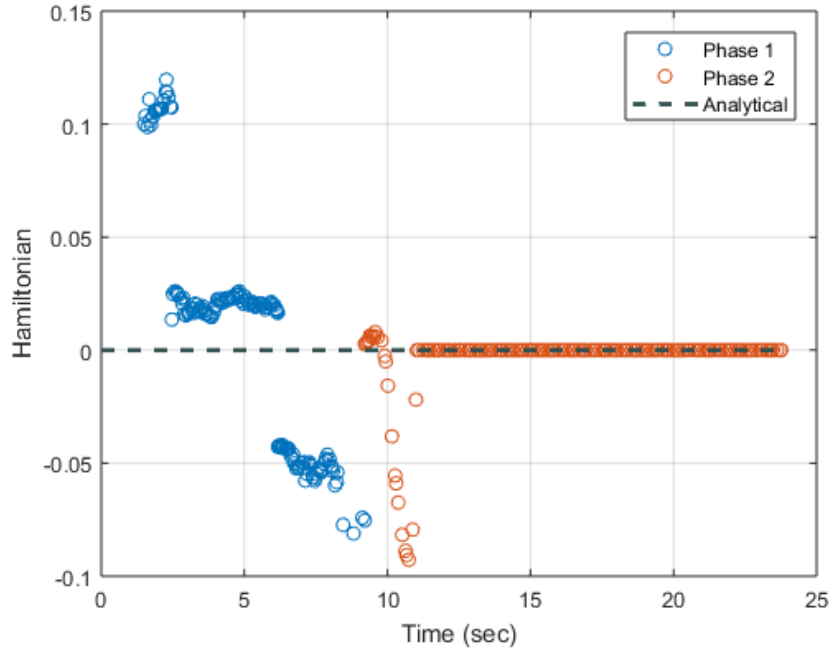 0.15
0.1
0.05
0
-0.05
-0.1
Hamiltonian
Phase 1
Phase 2
Analytical
0 5 10 15 20 25
Time (sec)